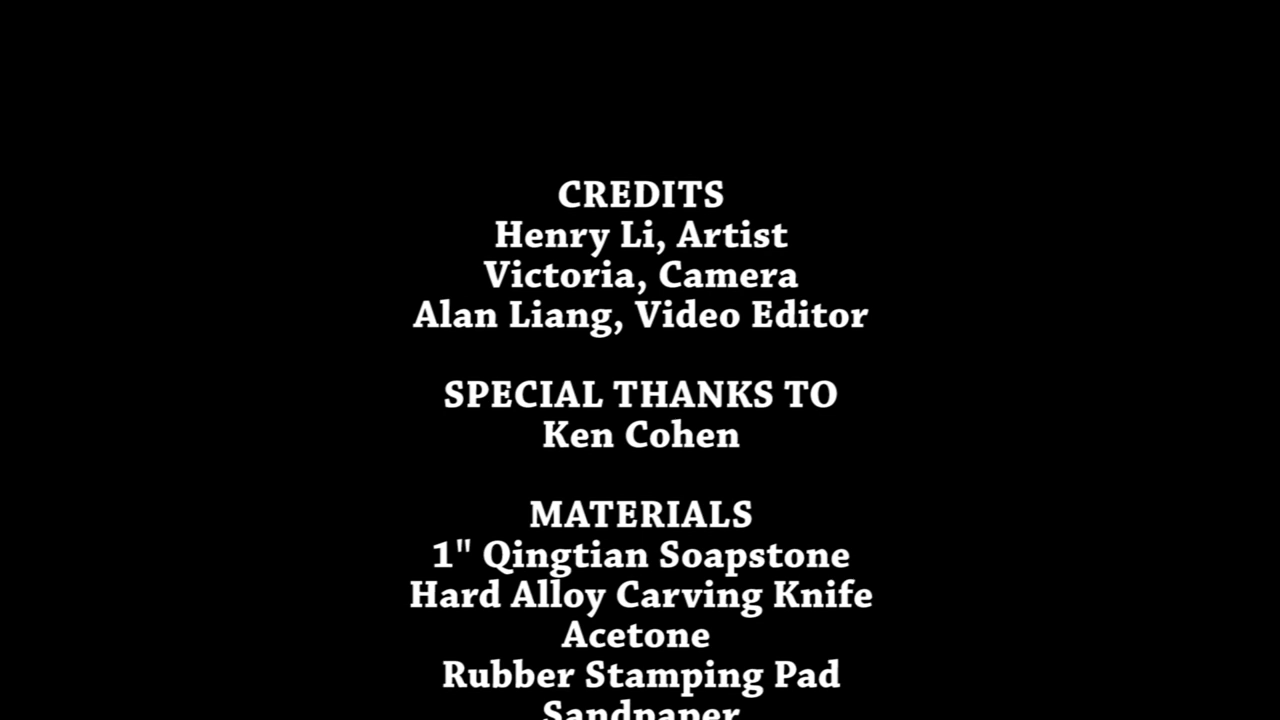 CREDITS
Henry Li, Artist
Victoria, Camera
Alan Liang, Video Editor
SPECIAL THANKS TO
Ken Cohen
MATERIALS
1" Qingtian Soapstone
Hard Alloy Carving Knife
Acetone
Rubber Stamping Pad
Sandpaper